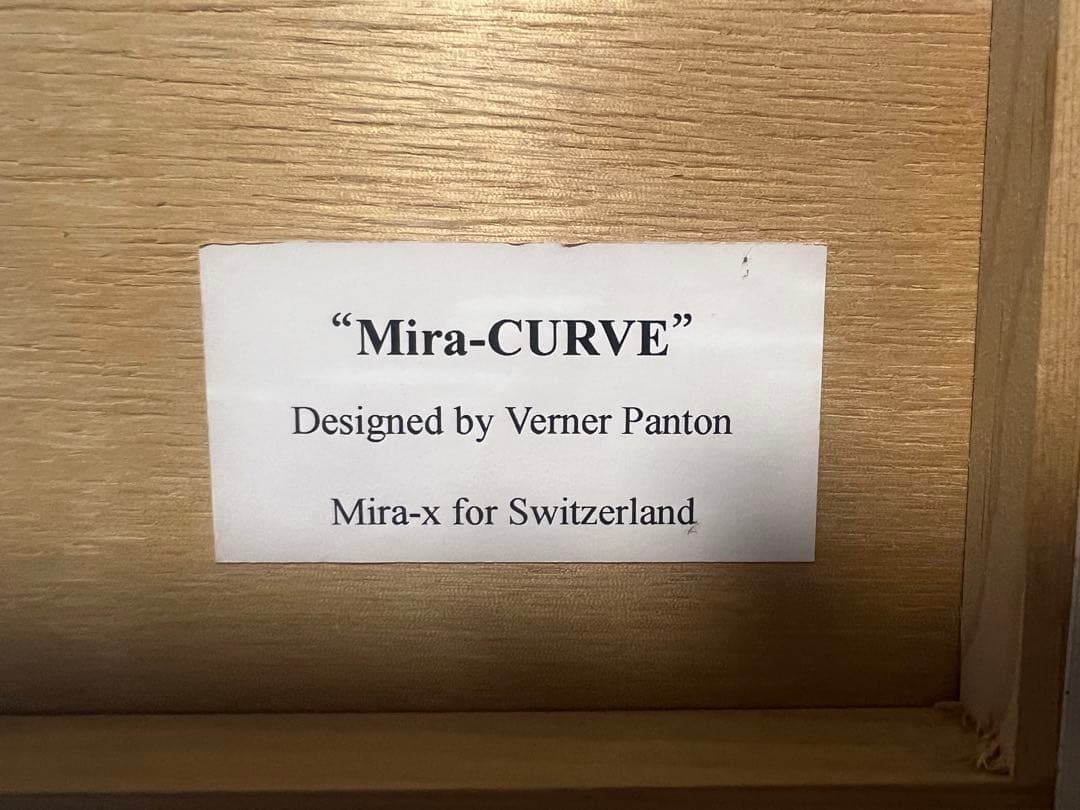 “Mira-CURVE”
Designed by Verner Panton
Mira-x for Switzerland